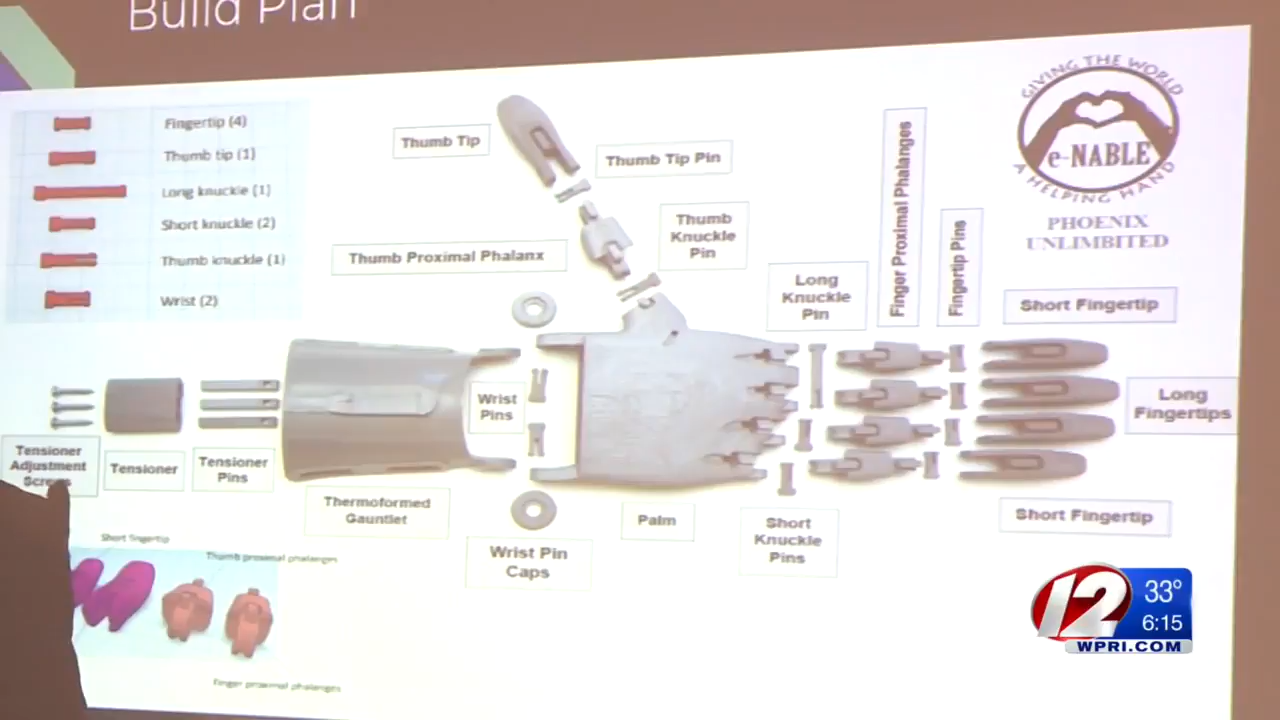 Build Plan
Fingertip (4)
Thumb tip (1)
Long knuckle (1)
Short knuckle (2)
Thumb knuckle (1)
Wrist (2)
Thumb Tip
Thumb Tip Pin
Thumb
Knuckle
Pin
Thumb Proximal Phalanx
Long
Knuckle
Pin
Finger Proximal Phalanges
Fingertip Pins
GIVING THE WORLD
e-NABLE
A HELPING HAND
PHOENIX
UNLIMBITED
Short Fingertip
Long
Fingertips
Wrist
Pins
Tensioner
Adjustment
Screws
Tensioner
Tensioner
Pins
Thermoformed
Gauntlet
Wrist Pin
Caps
Palm
Short
Knuckle
Pins
Short Fingertip
Short fingertip
Thumb proximal phalanges
Finger proximal phalanges
12
33°
6:15
WPRI.COM